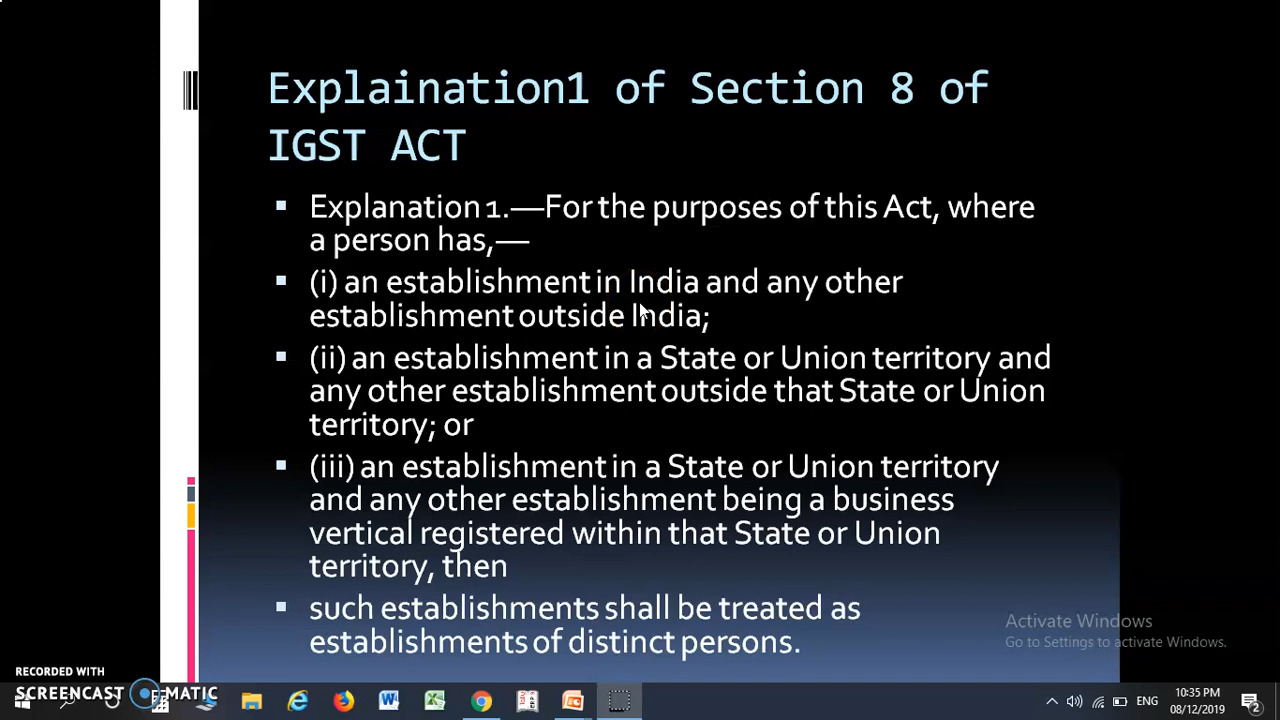 Explaination1 of Section 8 of
IGST ACT
Explanation 1.—For the purposes of this Act, where
a person has,—
(i) an establishment in India and any other
establishment outside India;
(ii) an establishment in a State or Union territory and
any other establishment outside that State or Union
territory; or
(iii) an establishment in a State or Union territory
and any other establishment being a business
vertical registered within that State or Union
territory, then
such establishments shall be treated as
establishments of distinct persons.
Activate Windows
Go to Settings to activate Windows.
RECORDED WITH
SCREENCAST MATIC
ENG
10:35 PM
08/12/2019
2